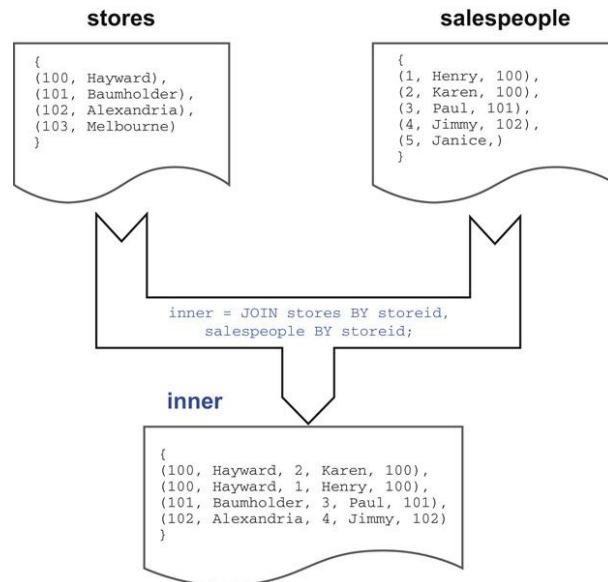 stores
{
(100, Hayward),
(101, Baumholder),
(102, Alexandria),
(103, Melbourne)
}
salespeople
{
(1, Henry, 100),
(2, Karen, 100),
(3, Paul, 101),
(4, Jimmy, 102),
(5, Janice,)
}
inner = JOIN stores BY storeid,
salespeople BY storeid;
inner
{
(100, Hayward, 2, Karen, 100),
(100, Hayward, 1, Henry, 100),
(101, Baumholder, 3, Paul, 101),
(102, Alexandria, 4, Jimmy, 102)
}